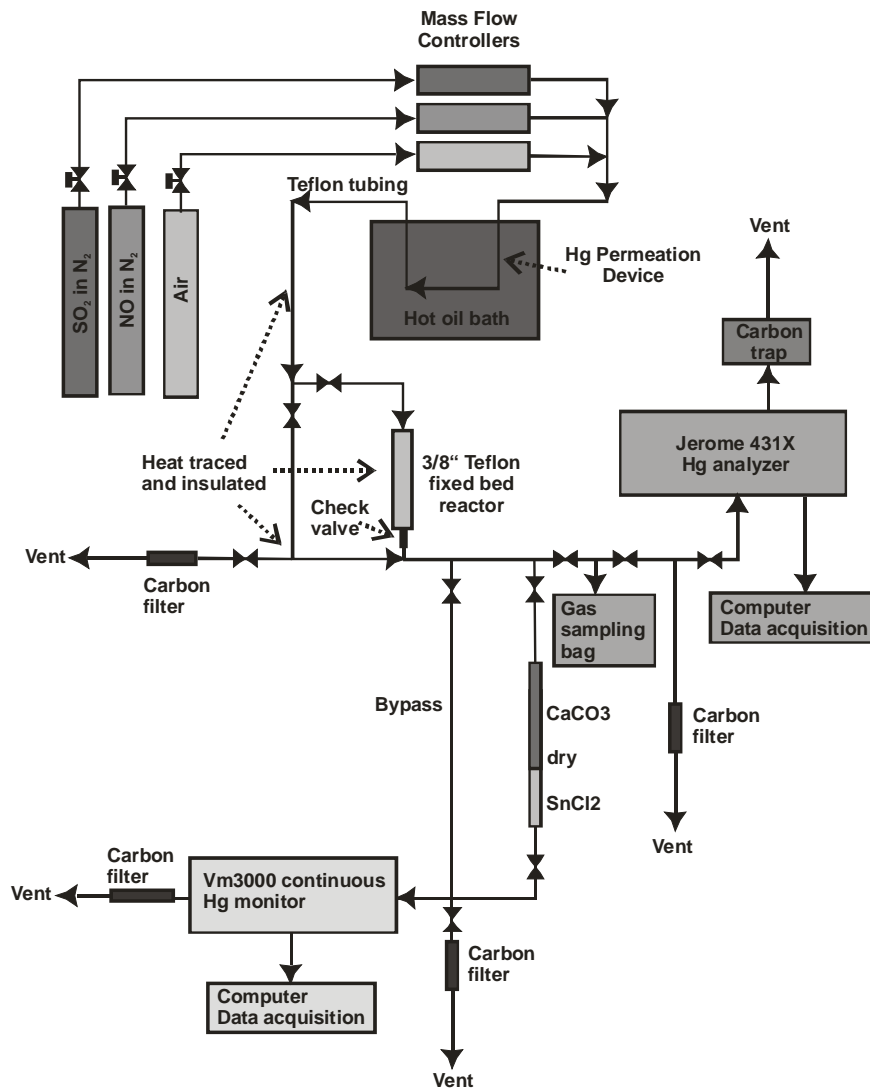 Mass Flow
Controllers
SO2 in N2
NO in N2
Air
Teflon tubing
Hg Permeation
Device
Hot oil bath
Vent
Carbon
trap
Jerome 431X
Hg analyzer
Heat traced
and insulated
3/8“ Teflon
fixed bed
reactor
Check
valve
Vent
Carbon
filter
Gas
sampling
bag
Computer
Data acquisition
Bypass
CaCO3
dry
SnCl2
Carbon
filter
Vent
Carbon
filter
Vent
Vm3000 continuous
Hg monitor
Carbon
filter
Computer
Data acquisition
Vent